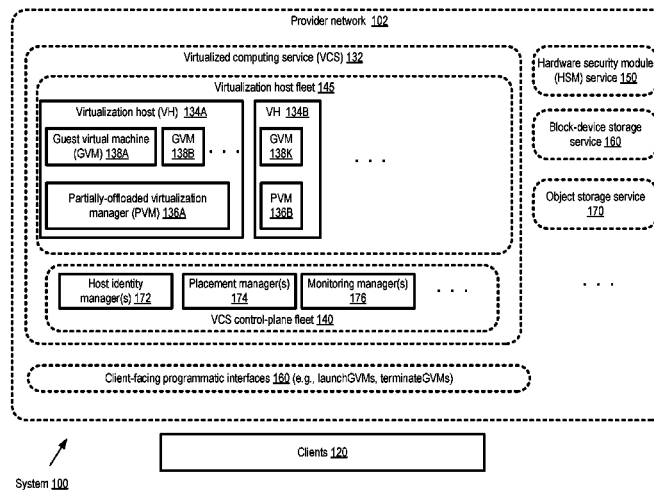 Provider network 102
Virtualized computing service (VCS) 132
Virtualization host fleet 145
Virtualization host (VH) 134A
Guest virtual machine
(GVM) 138A
GVM
138B
. . .
Partially-offloaded virtualization
manager (PVM) 136A
VH 134B
GVM
138K
PVM
136B
. . .
Host identity
manager(s) 172
Placement manager(s)
174
Monitoring manager(s)
176
. . .
VCS control-plane fleet 140
Hardware security module
(HSM) service 150
Block-device storage
service 160
Object storage service
170
. . .
Client-facing programmatic interfaces 160 (e.g., launchGVMs, terminateGVMs)
Clients 120
System 100